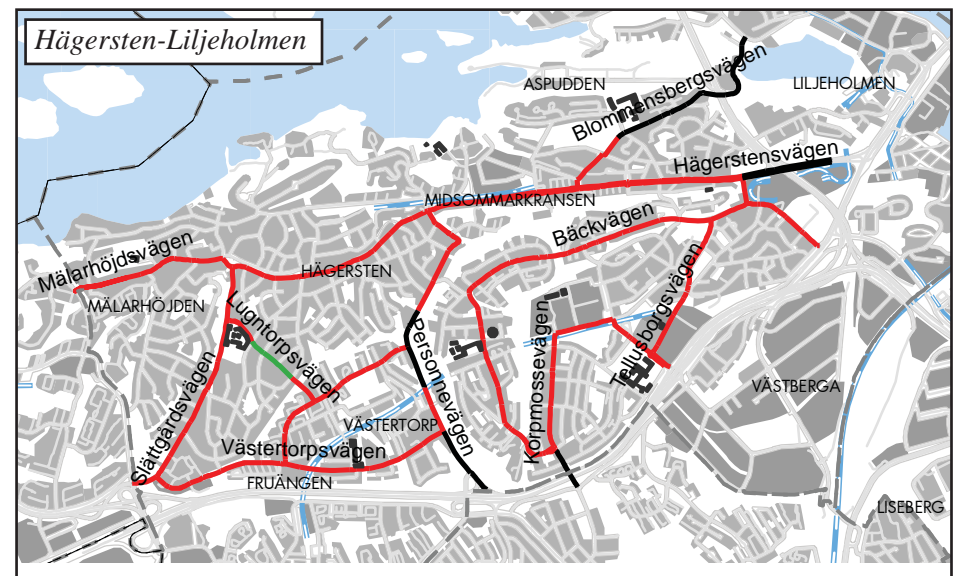 Hägersten-Liljeholmen
ASPUDDEN
LILJEHOLMEN
Blommensbergsvägen
Hägerstensvägen
MIDSOMMARKRANSEN
Bäckvägen
Mälarhöjdsvägen
HÄGERSTEN
MÄLARHÖJDEN
Lugntorpsvägen
Personnevägen
Korpmossevägen
Tellusborgsvägen
Slättgårdsvägen
VÄSTBERGA
VÄSTERTORP
Västertorpsvägen
FRUÄNGEN
LISEBERG